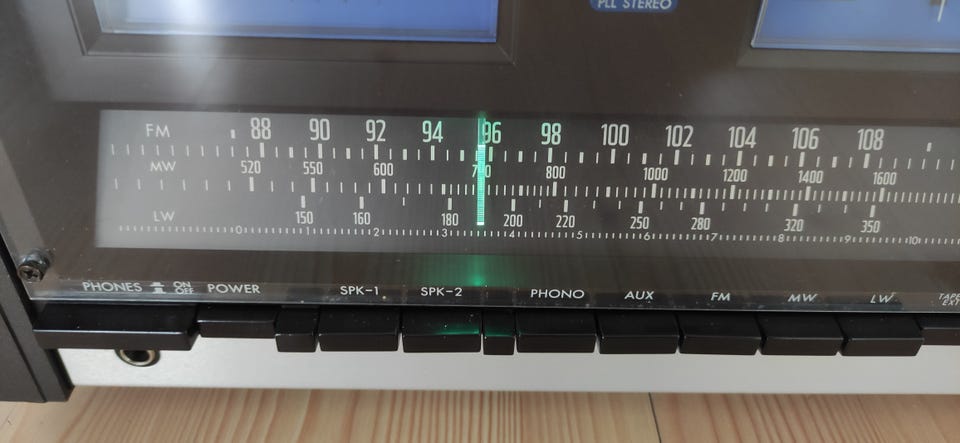 PLL STEREO
FM 88 90 92 94 96 98 100 102 104 106 108
MW 520 550 600 700 800 1000 1200 1400 1600
LW 150 160 180 200 220 250 280 320 350
0 1 2 3 4 5 6 7 8 9 10
PHONES ON OFF POWER SPK-1 SPK-2 PHONO AUX FM MW LW TAPE
EXT